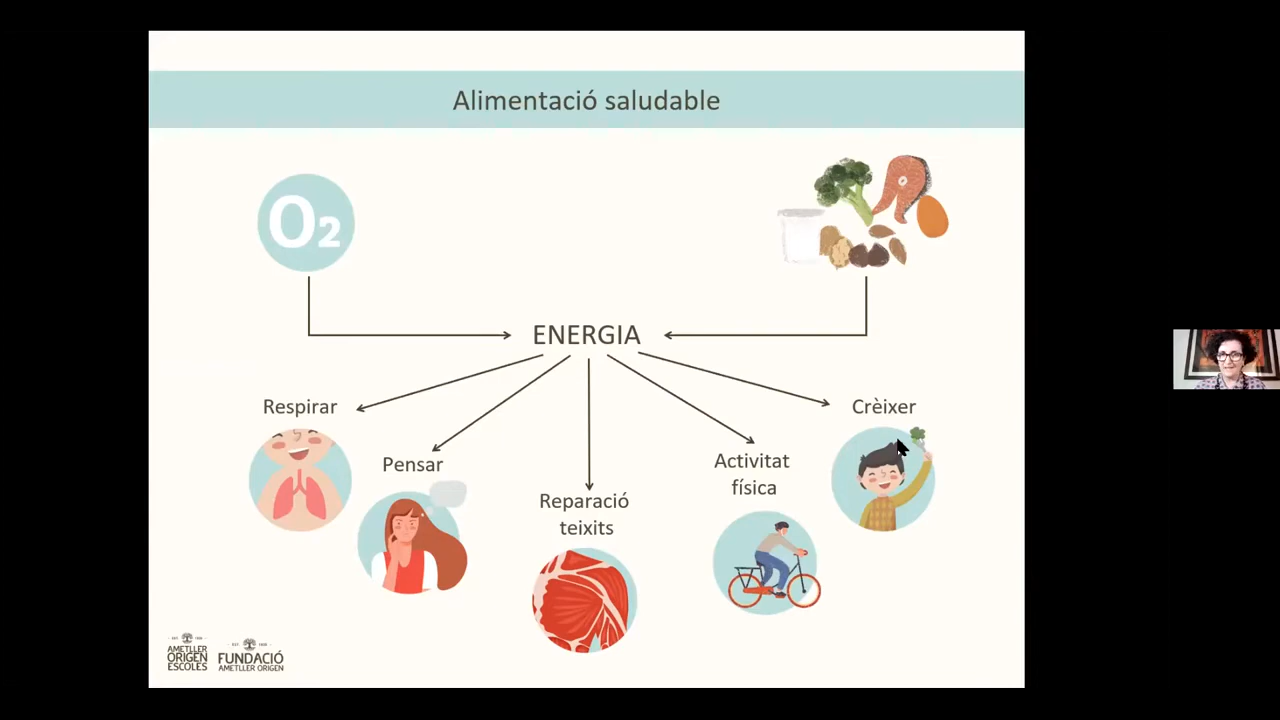 Alimentació saludable
O2
ENERGIA
Respirar
Crèixer
Pensar
Activitat
física
Reparació
teixits
AMETLLER
ORIGEN
ESCOLES
FUNDACIÓ
AMETLLER ORIGEN